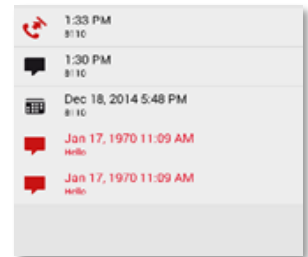 1:33 PM
8110
1:30 PM
8110
Dec 18, 2014 5:48 PM
8110
Jan 17, 1970 11:09 AM
Hello
Jan 17, 1970 11:09 AM
Hello